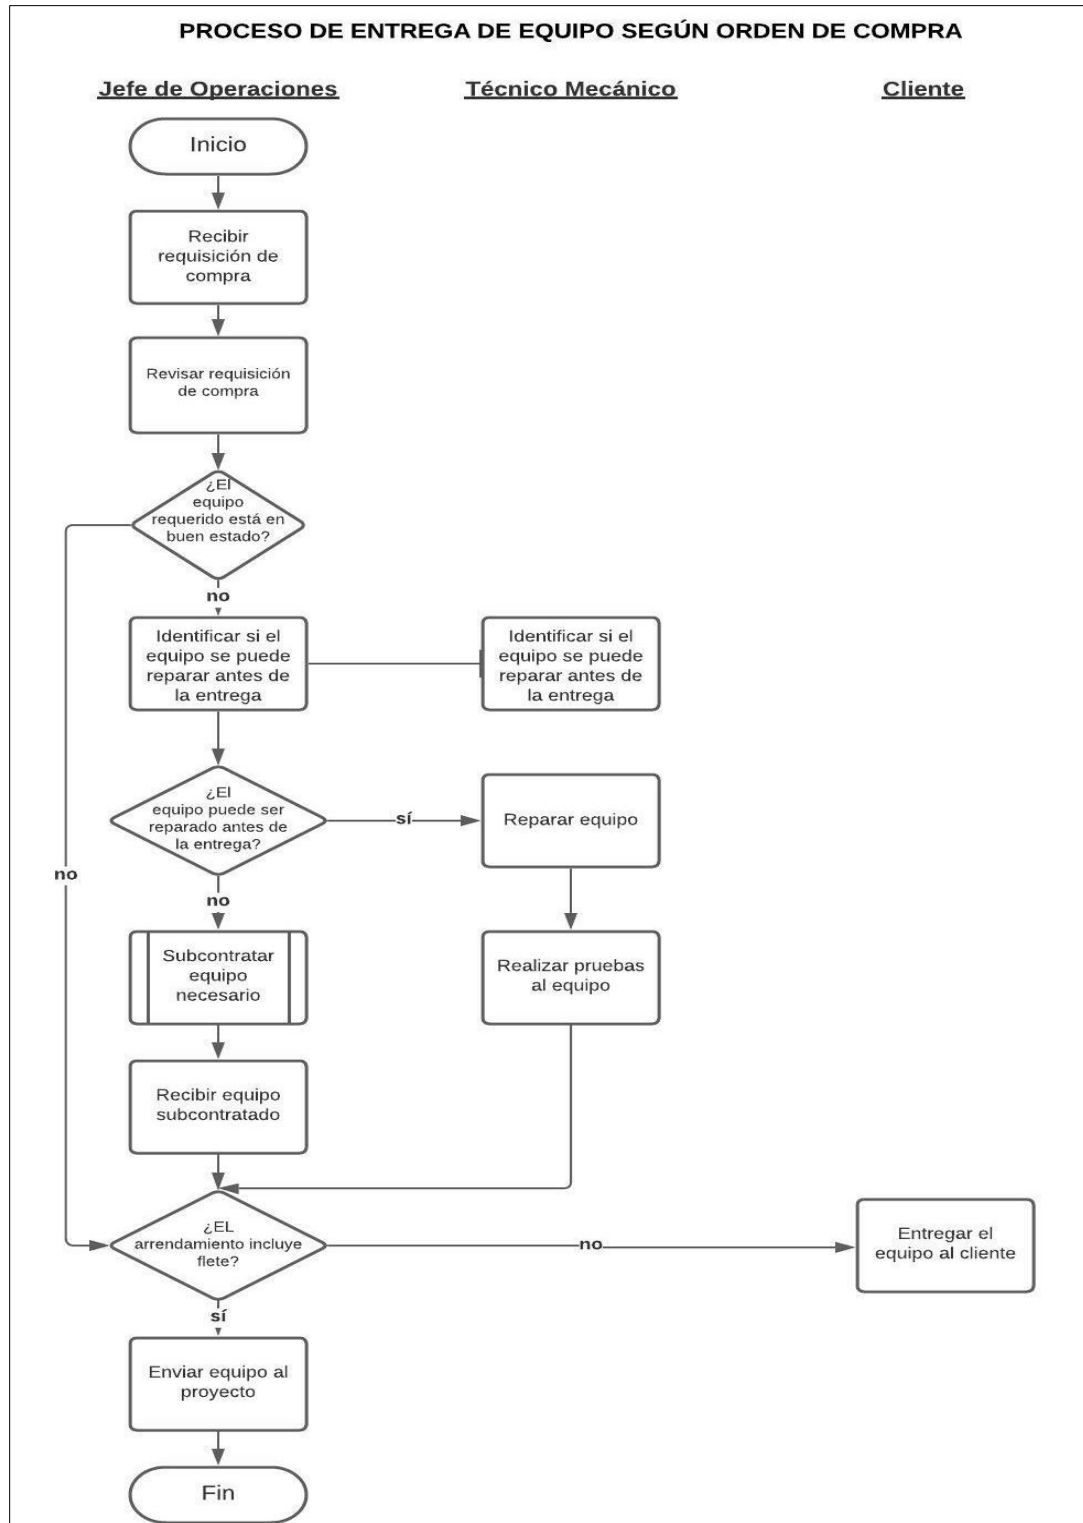 PROCESO DE ENTREGA DE EQUIPO SEGÚN ORDEN DE COMPRA
Jefe de Operaciones
Técnico Mecánico
Cliente
Inicio
Recibir
requisición de
compra
Revisar requisición
de compra
¿El
equipo
requerido está en
buen estado?
no
Identificar si el
equipo se puede
reparar antes de
la entrega
Identificar si el
equipo se puede
reparar antes de
la entrega
¿El
equipo puede ser
reparado antes de
la entrega?
sí
Reparar equipo
no
no
Subcontratar
equipo
necesario
Realizar pruebas
al equipo
Recibir equipo
subcontratado
¿EL
arrendamiento incluye
flete?
no
Entregar el
equipo al cliente
sí
Enviar equipo al
proyecto
Fin